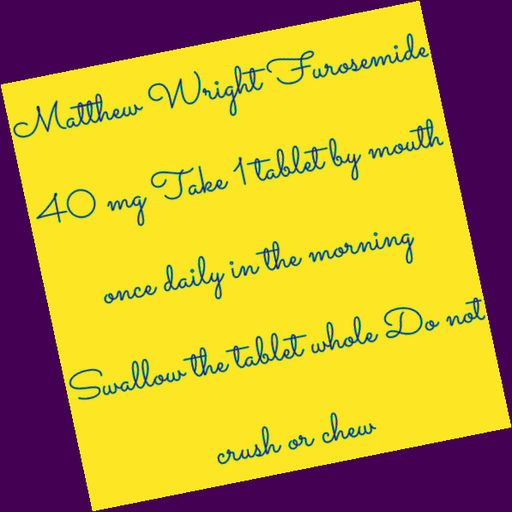 Matthew Wright Furosemide
40 mg Take 1 tablet by mouth
once daily in the morning
Swallow the tablet whole Do not
crush or chew